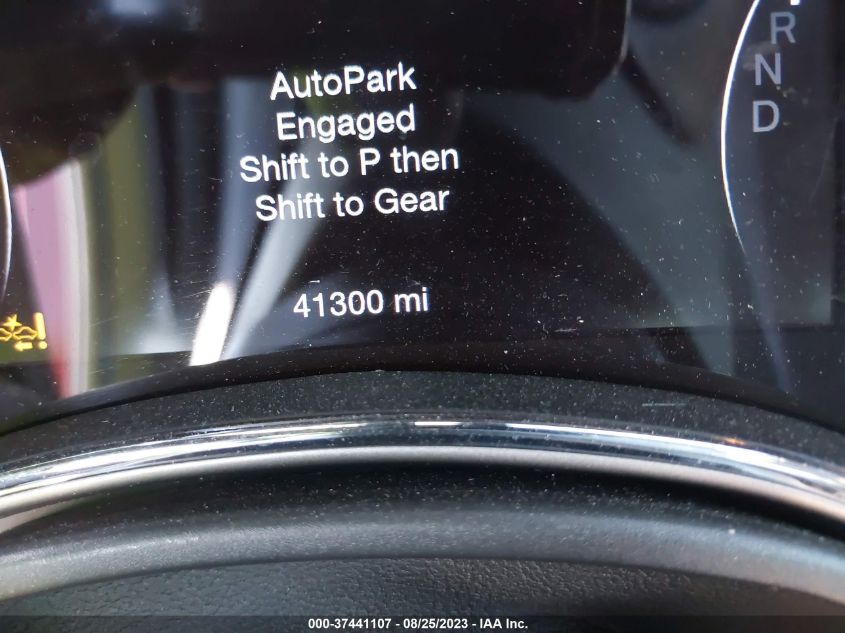 AutoPark
Engaged
Shift to P then
Shift to Gear
41300 mi
R
N
D
000-37441107 - 08/25/2023 - IAA Inc.